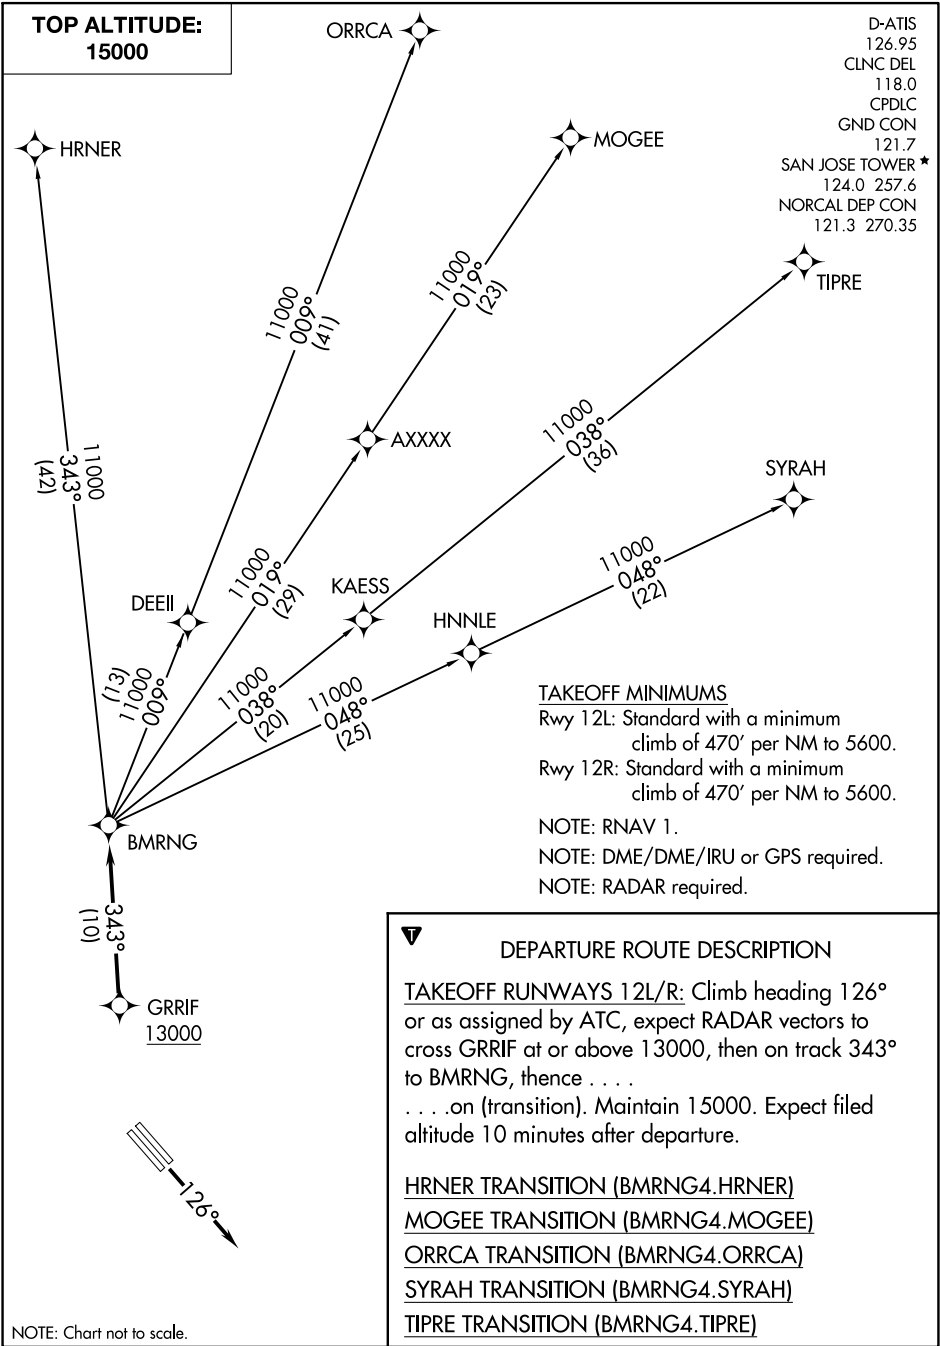 TOP ALTITUDE:
15000
D-ATIS
126.95
CLNC DEL
118.0
CPDLC
GND CON
121.7
SAN JOSE TOWER ★
124.0 257.6
NORCAL DEP CON
121.3 270.35
ORRCA
HRNER
MOGEE
TIPRE
11000
009°
(41)
11000
019°
(23)
11000
343°
(42)
AXXXX
11000
038°
(36)
SYRAH
11000
019°
(29)
11000
048°
(22)
DEEII
KAESS
HNNLE
(13)
11000
009°
11000
038°
(20)
11000
048°
(25)
BMRNG
343°
(10)
GRRIF
13000
126°
TAKEOFF MINIMUMS
Rwy 12L: Standard with a minimum
climb of 470' per NM to 5600.
Rwy 12R: Standard with a minimum
climb of 470' per NM to 5600.
NOTE: RNAV 1.
NOTE: DME/DME/IRU or GPS required.
NOTE: RADAR required.
T
DEPARTURE ROUTE DESCRIPTION
TAKEOFF RUNWAYS 12L/R: Climb heading 126°
or as assigned by ATC, expect RADAR vectors to
cross GRRIF at or above 13000, then on track 343°
to BMRNG, thence . . . .
. . . .on (transition). Maintain 15000. Expect filed
altitude 10 minutes after departure.
HRNER TRANSITION (BMRNG4.HRNER)
MOGEE TRANSITION (BMRNG4.MOGEE)
ORRCA TRANSITION (BMRNG4.ORRCA)
SYRAH TRANSITION (BMRNG4.SYRAH)
TIPRE TRANSITION (BMRNG4.TIPRE)
NOTE: Chart not to scale.